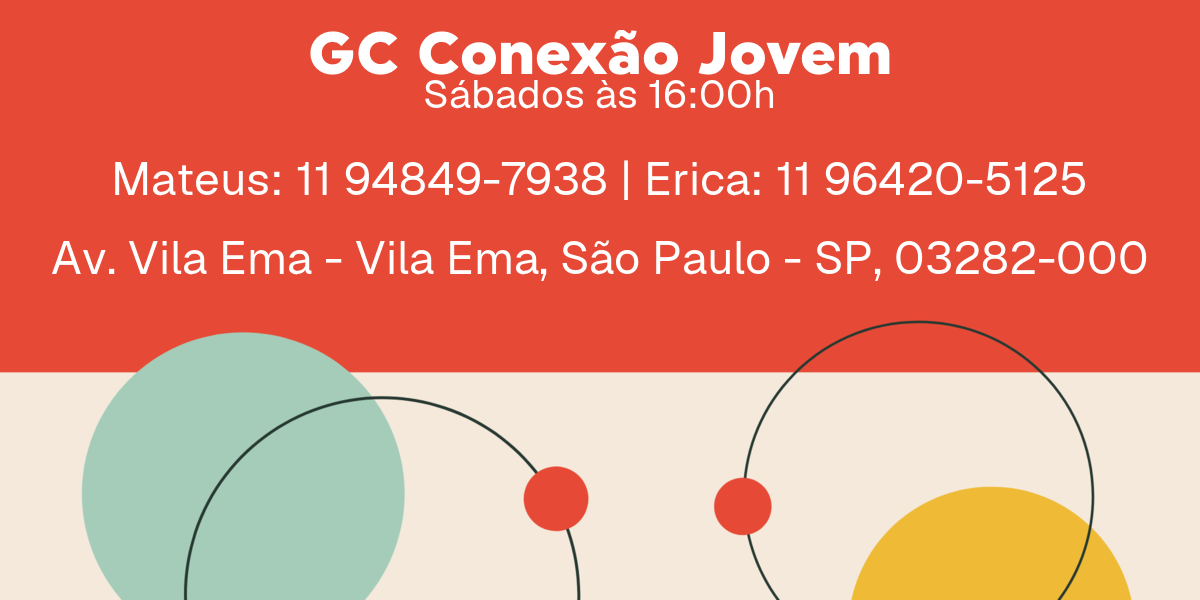 GC Conexão Jovem
Sábados às 16:00h
Mateus: 11 94849-7938 | Erica: 11 96420-5125
Av. Vila Ema - Vila Ema, São Paulo - SP, 03282-000